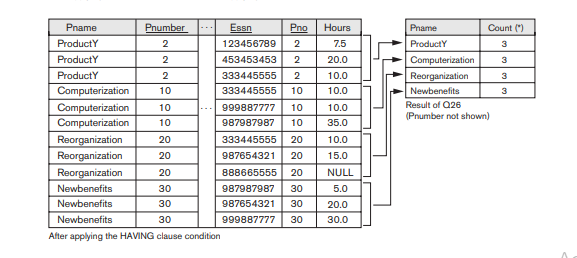 Pname Pnumber ... Essn Pno Hours
ProductY 2 123456789 2 7.5
ProductY 2 453453453 2 20.0
ProductY 2 333445555 2 10.0
Computerization 10 333445555 10 10.0
Computerization 10 ... 999887777 10 10.0
Computerization 10 987987987 10 35.0
Reorganization 20 333445555 20 10.0
Reorganization 20 987654321 20 15.0
Reorganization 20 888665555 20 NULL
Newbenefits 30 987987987 30 5.0
Newbenefits 30 987654321 30 20.0
Newbenefits 30 999887777 30 30.0
After applying the HAVING clause condition
Pname Count (*)
ProductY 3
Computerization 3
Reorganization 3
Newbenefits 3
Result of Q26
(Pnumber not shown)